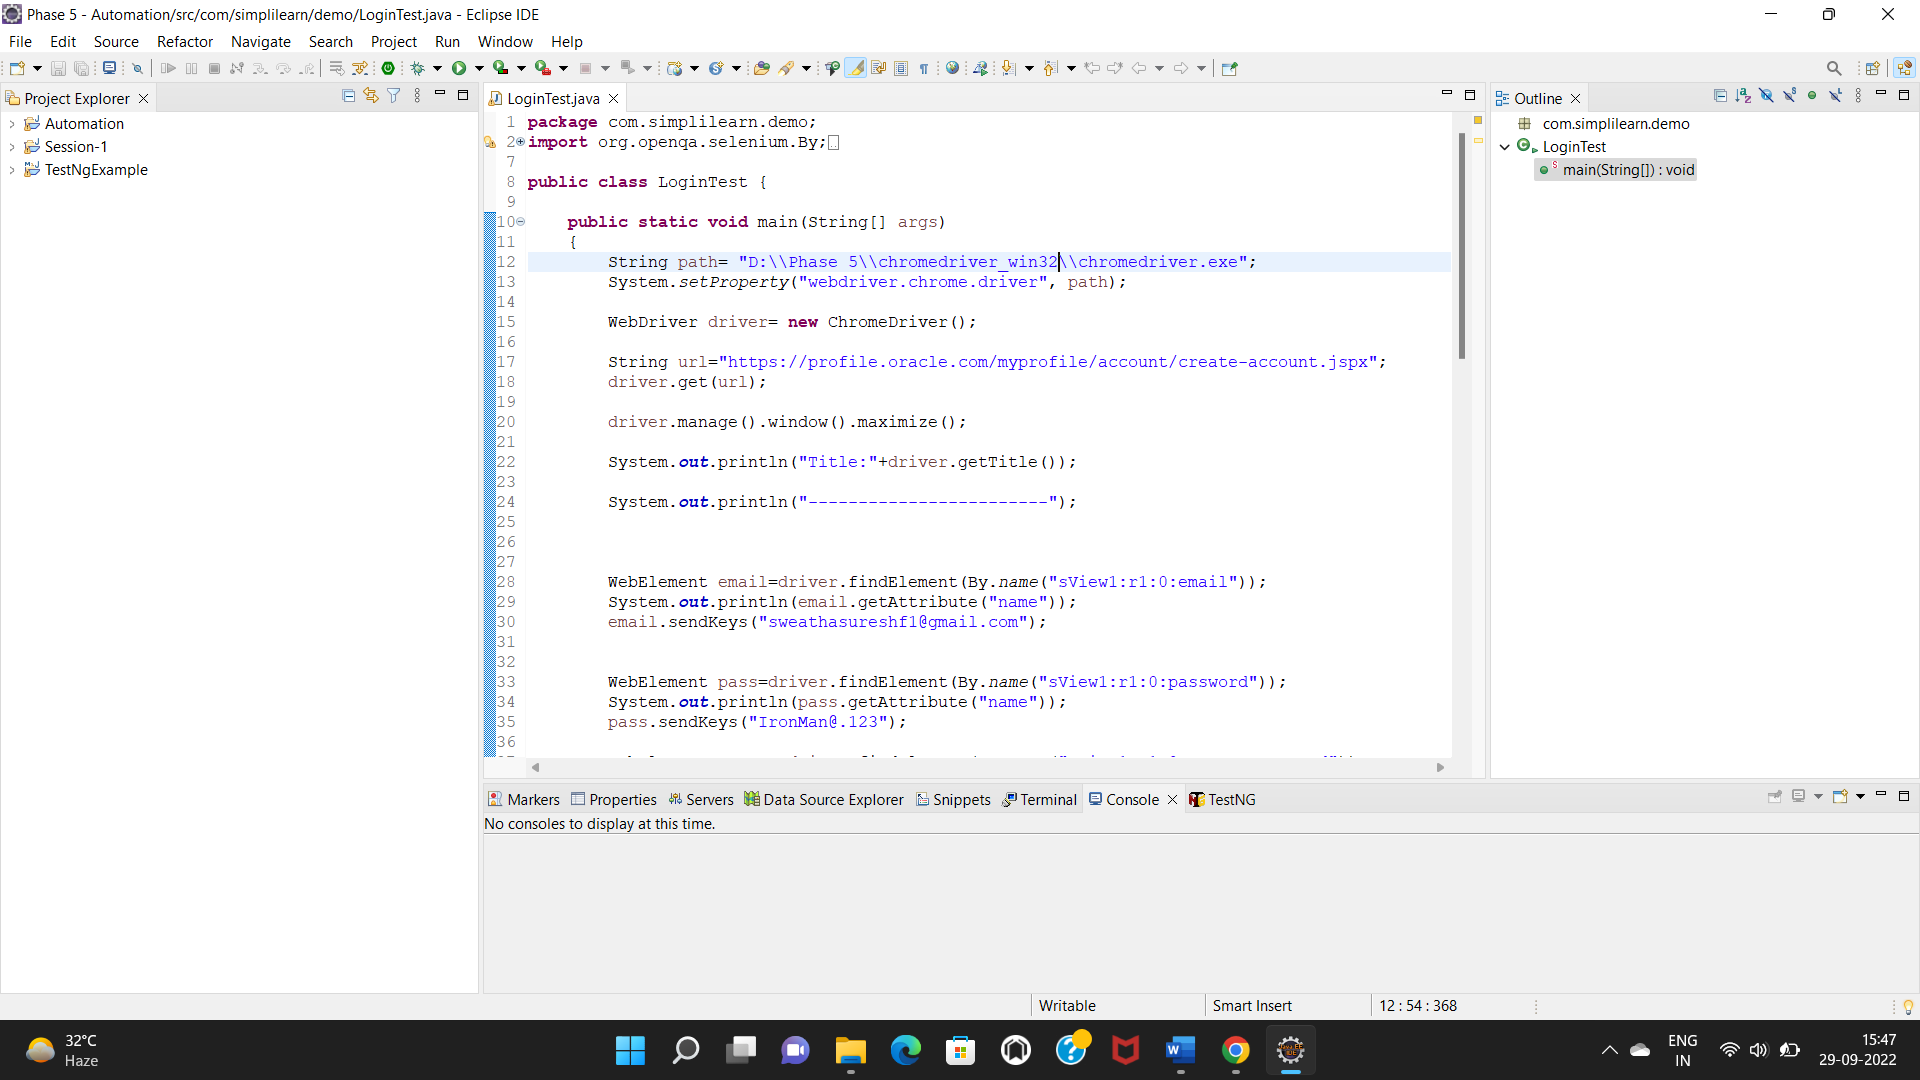 Phase 5 - Automation/src/com/simplilearn/demo/LoginTest.java - Eclipse IDE
File Edit Source Refactor Navigate Search Project Run Window Help
Project Explorer
Automation
Session-1
TestNgExample
LoginTest.java
1 package com.simplilearn.demo;
2 import org.openqa.selenium.By;
7
8 public class LoginTest {
9
10 public static void main(String[] args)
11 {
12 String path= "D:\\Phase 5\\chromedriver_win32\\chromedriver.exe";
13 System.setProperty("webdriver.chrome.driver", path);
14
15 WebDriver driver= new ChromeDriver();
16
17 String url="https://profile.oracle.com/myprofile/account/create-account.jspx";
18 driver.get(url);
19
20 driver.manage().window().maximize();
21
22 System.out.println("Title:"+driver.getTitle());
23
24 System.out.println("------------------------");
25
26
27
28 WebElement email=driver.findElement(By.name("sView1:r1:0:email"));
29 System.out.println(email.getAttribute("name"));
30 email.sendKeys("sweathasureshf1@gmail.com");
31
32
33 WebElement pass=driver.findElement(By.name("sView1:r1:0:password"));
34 System.out.println(pass.getAttribute("name"));
35 pass.sendKeys("IronMan@.123");
36
Outline
com.simplilearn.demo
LoginTest
main(String[]) : void
Markers Properties Servers Data Source Explorer Snippets Terminal Console TestNG
No consoles to display at this time.
Writable Smart Insert 12 : 54 : 368
32°C
Haze
ENG
IN
15:47
29-09-2022